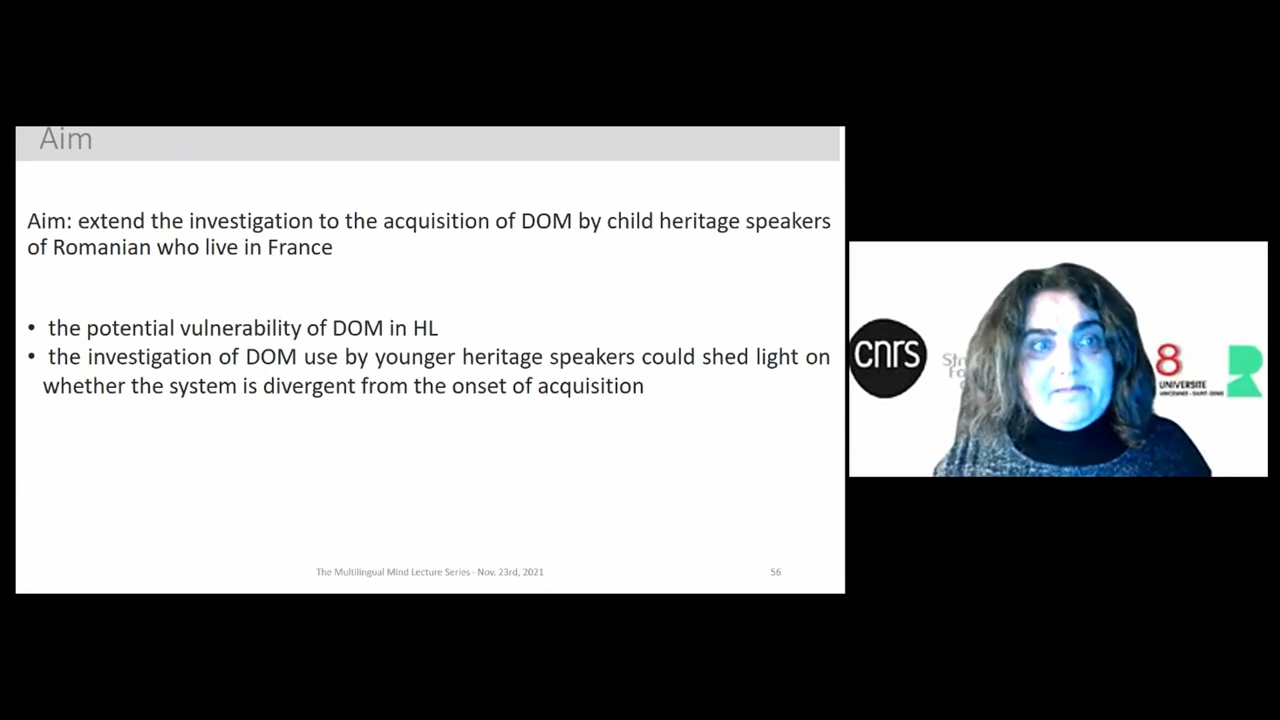 Aim
Aim: extend the investigation to the acquisition of DOM by child heritage speakers
of Romanian who live in France
• the potential vulnerability of DOM in HL
• the investigation of DOM use by younger heritage speakers could shed light on
whether the system is divergent from the onset of acquisition
The Multilingual Mind Lecture Series - Nov. 23rd, 2021
56
cnrs
8
UNIVERSITE
VINCENNES - SAINT-DENIS